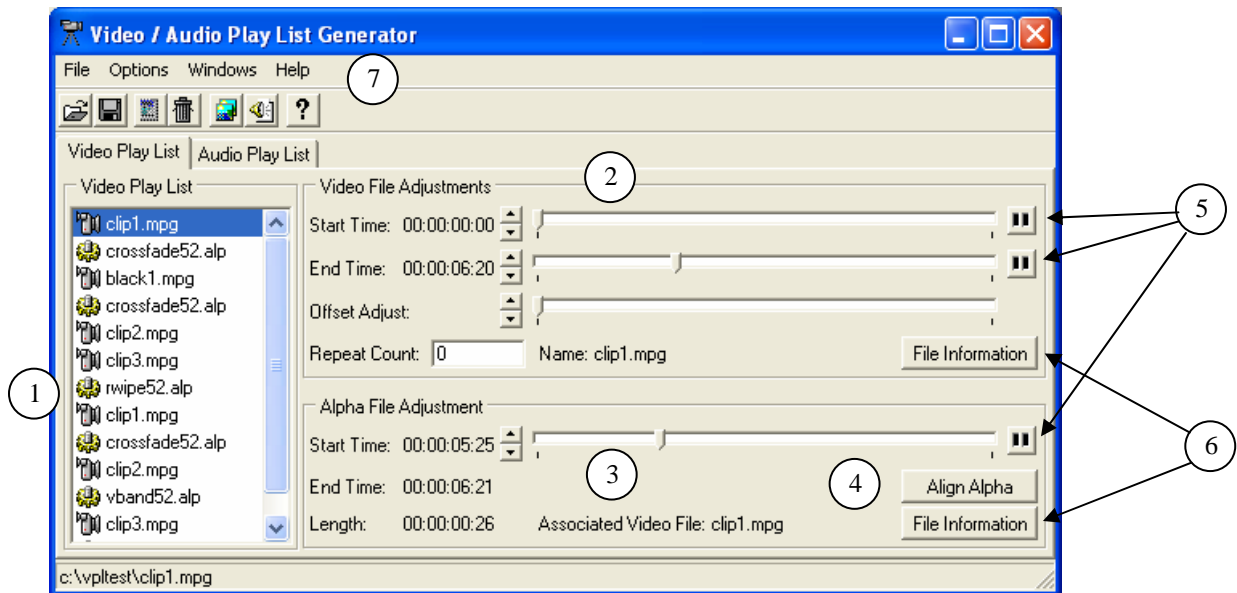 Video / Audio Play List Generator
File Options Windows Help
7
?
Video Play List Audio Play List
2
Video Play List
clip1.mpg
crossfade52.alp
black1.mpg
crossfade52.alp
clip2.mpg
clip3.mpg
rwipe52.alp
clip1.mpg
crossfade52.alp
clip2.mpg
vband52.alp
clip3.mpg
1
Video File Adjustments
Start Time: 00:00:00:00
End Time: 00:00:06:20
Offset Adjust:
Repeat Count: 0 Name: clip1.mpg File Information
5
Alpha File Adjustment
Start Time: 00:00:05:25
3
4
6
End Time: 00:00:06:21 Align Alpha
Length: 00:00:00:26 Associated Video File: clip1.mpg File Information
c:\vpltest\clip1.mpg